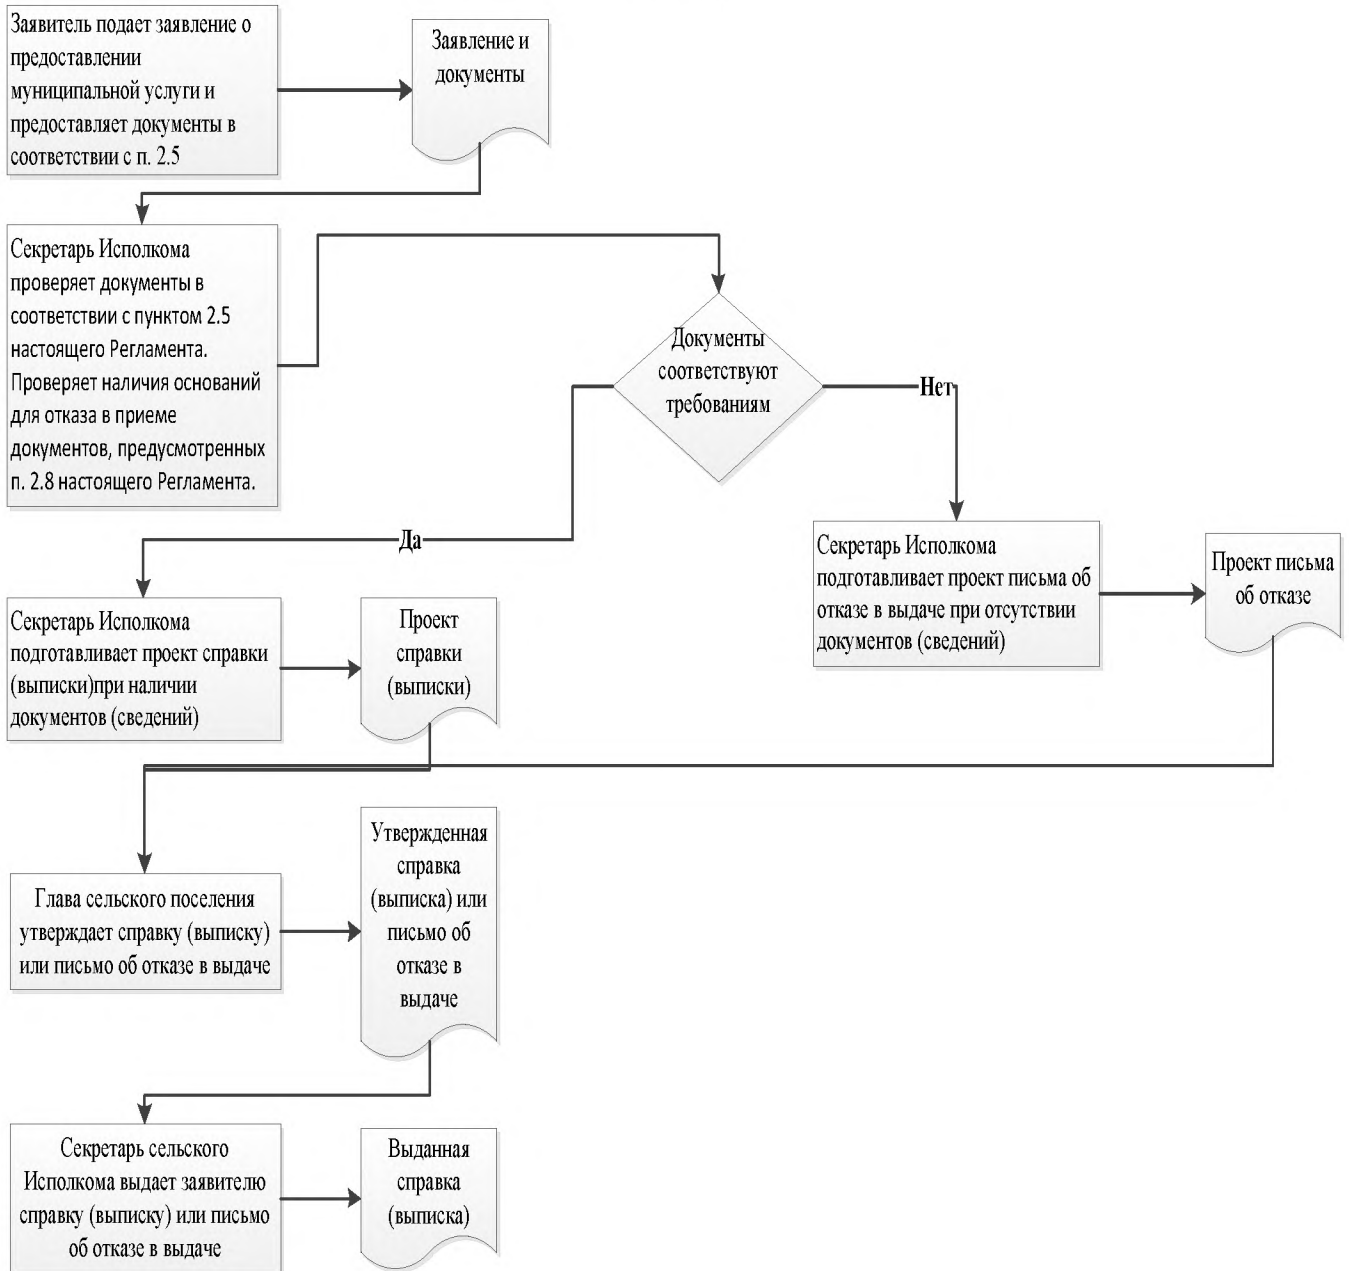 Заявитель подает заявление о
предоставлении
муниципальной услуги и
предоставляет документы в
соответствии с п. 2.5
Заявление и
документы
Секретарь Исполкома
проверяет документы в
соответствии с пунктом 2.5
настоящего Регламента.
Проверяет наличия оснований
для отказа в приеме
документов, предусмотренных
п. 2.8 настоящего Регламента.
Документы
соответствуют
требованиям
Нет
Да
Секретарь Исполкома
подготавливает проект письма об
отказе в выдаче при отсутствии
документов (сведений)
Проект письма
об отказе
Секретарь Исполкома
подготавливает проект справки
(выписки)при наличии
документов (сведений)
Проект
справки
(выписки)
Глава сельского поселения
утверждает справку (выписку)
или письмо об отказе в выдаче
Утвержденная
справка
(выписка) или
письмо об
отказе в
выдаче
Секретарь сельского
Исполкома выдает заявителю
справку (выписку) или письмо
об отказе в выдаче
Выданная
справка
(выписка)